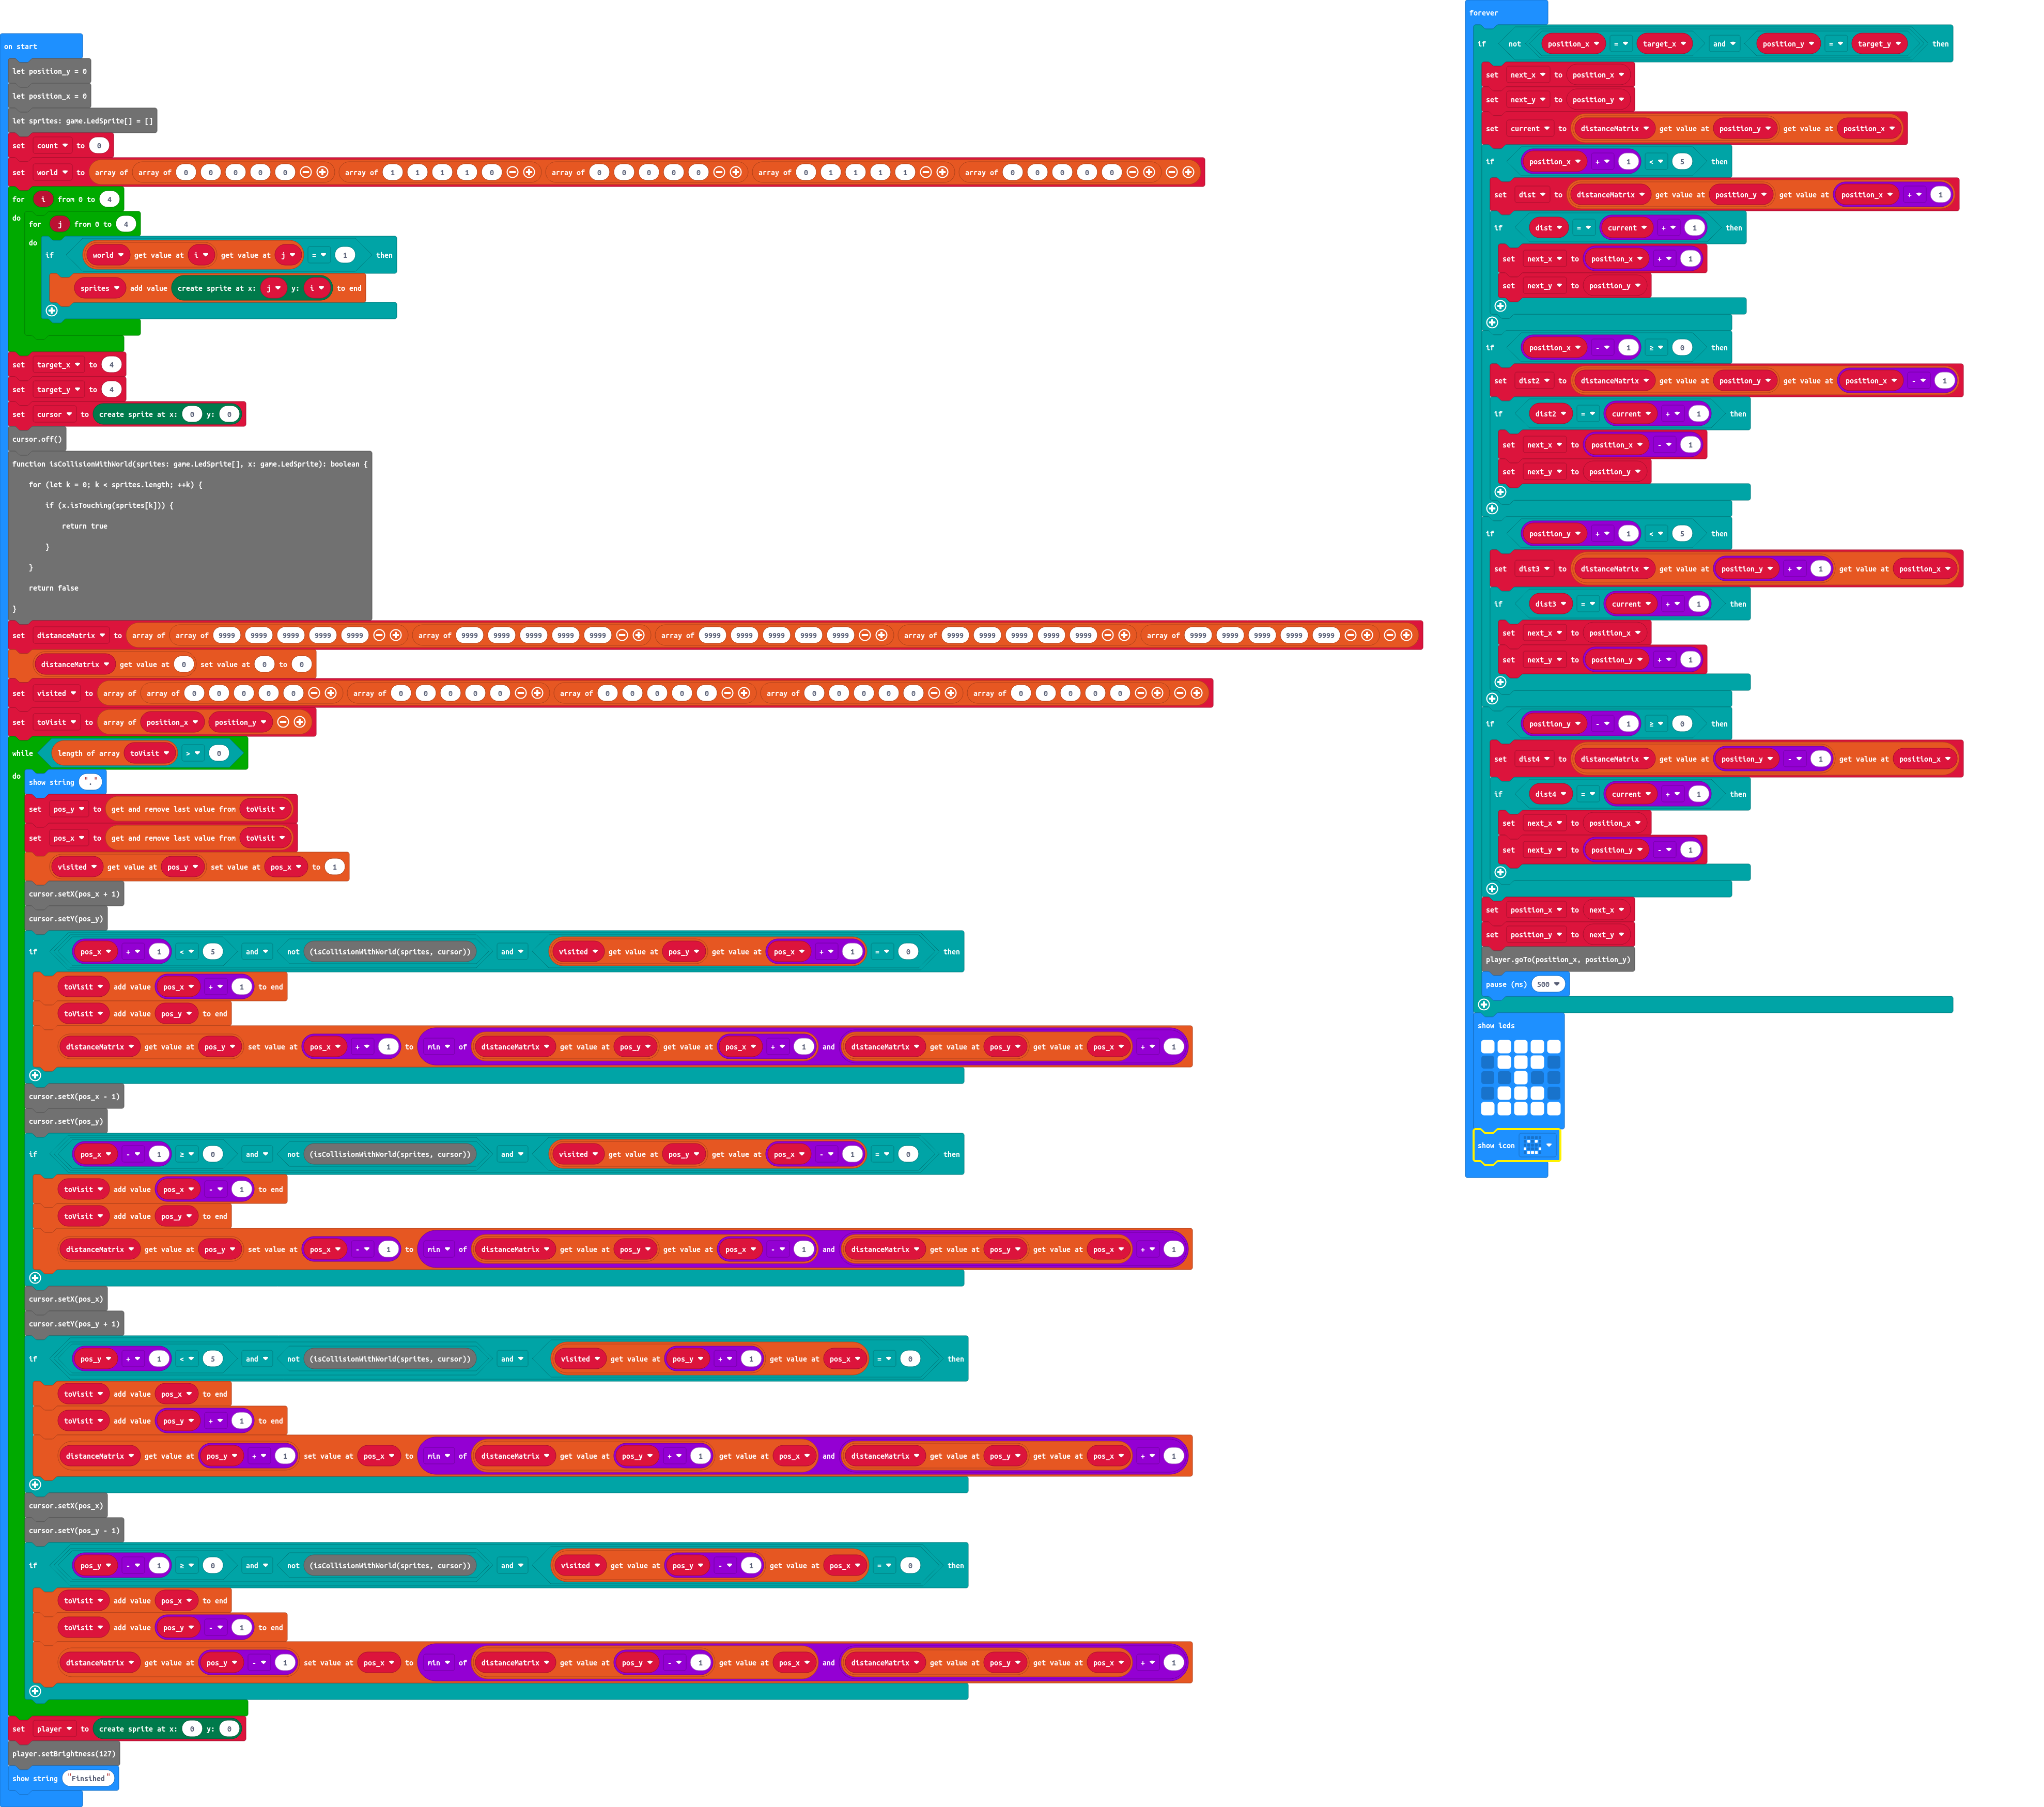 on start
let position_y = 0
let position_x = 0
let sprites: game.LedSprite[] = []
set count to 0
set world to array of array of 0 0 0 0 0 array of 1 1 1 1 0 array of 0 0 0 0 0 array of 0 1 1 1 1 array of 0 0 0 0 0
for i from 0 to 4
do for j from 0 to 4
do
if world get value at i get value at j = 1 then
sprites add value create sprite at x: j y: i to end
set target_x to 4
set target_y to 4
set cursor to create sprite at x: 0 y: 0
cursor.off()
function isCollisionWithWorld(sprites: game.LedSprite[], x: game.LedSprite): boolean {
for (let k = 0; k < sprites.length; ++k) {
if (x.isTouching(sprites[k])) {
return true
}
}
return false
}
set distanceMatrix to array of array of 9999 9999 9999 9999 9999 array of 9999 9999 9999 9999 9999 array of 9999 9999 9999 9999 9999 array of 9999 9999 9999 9999 9999 array of 9999 9999 9999 9999 9999
distanceMatrix get value at 0 set value at 0 to 0
set visited to array of array of 0 0 0 0 0 array of 0 0 0 0 0 array of 0 0 0 0 0 array of 0 0 0 0 0 array of 0 0 0 0 0
set toVisit to array of position_x position_y
while length of array toVisit > 0
do show string "."
set pos_y to get and remove last value from toVisit
set pos_x to get and remove last value from toVisit
visited get value at pos_y set value at pos_x to 1
cursor.setX(pos_x + 1)
cursor.setY(pos_y)
if pos_x + 1 < 5 and not (isCollisionWithWorld(sprites, cursor)) and visited get value at pos_y get value at pos_x + 1 = 0 then
toVisit add value pos_x + 1 to end
toVisit add value pos_y to end
distanceMatrix get value at pos_y set value at pos_x + 1 to min of distanceMatrix get value at pos_y get value at pos_x + 1 and distanceMatrix get value at pos_y get value at pos_x + 1
cursor.setX(pos_x - 1)
cursor.setY(pos_y)
if pos_x - 1 ≥ 0 and not (isCollisionWithWorld(sprites, cursor)) and visited get value at pos_y get value at pos_x - 1 = 0 then
toVisit add value pos_x - 1 to end
toVisit add value pos_y to end
distanceMatrix get value at pos_y set value at pos_x - 1 to min of distanceMatrix get value at pos_y get value at pos_x - 1 and distanceMatrix get value at pos_y get value at pos_x + 1
cursor.setX(pos_x)
cursor.setY(pos_y + 1)
if pos_y + 1 < 5 and not (isCollisionWithWorld(sprites, cursor)) and visited get value at pos_y + 1 get value at pos_x = 0 then
toVisit add value pos_x to end
toVisit add value pos_y + 1 to end
distanceMatrix get value at pos_y + 1 set value at pos_x to min of distanceMatrix get value at pos_y + 1 get value at pos_x and distanceMatrix get value at pos_y get value at pos_x + 1
cursor.setX(pos_x)
cursor.setY(pos_y - 1)
if pos_y - 1 ≥ 0 and not (isCollisionWithWorld(sprites, cursor)) and visited get value at pos_y - 1 get value at pos_x = 0 then
toVisit add value pos_x to end
toVisit add value pos_y - 1 to end
distanceMatrix get value at pos_y - 1 set value at pos_x to min of distanceMatrix get value at pos_y - 1 get value at pos_x and distanceMatrix get value at pos_y get value at pos_x + 1
set player to create sprite at x: 0 y: 0
player.setBrightness(127)
show string "Finsihed"
forever
if not position_x = target_x and position_y = target_y then
set next_x to position_x
set next_y to position_y
set current to distanceMatrix get value at position_y get value at position_x
if position_x + 1 < 5 then
set dist to distanceMatrix get value at position_y get value at position_x + 1
if dist = current + 1 then
set next_x to position_x + 1
set next_y to position_y
if position_x - 1 ≥ 0 then
set dist2 to distanceMatrix get value at position_y get value at position_x - 1
if dist2 = current + 1 then
set next_x to position_x - 1
set next_y to position_y
if position_y + 1 < 5 then
set dist3 to distanceMatrix get value at position_y + 1 get value at position_x
if dist3 = current + 1 then
set next_x to position_x
set next_y to position_y + 1
if position_y - 1 ≥ 0 then
set dist4 to distanceMatrix get value at position_y - 1 get value at position_x
if dist4 = current + 1 then
set next_x to position_x
set next_y to position_y - 1
set position_x to next_x
set position_y to next_y
player.goTo(position_x, position_y)
pause (ms) 500
show leds
show icon